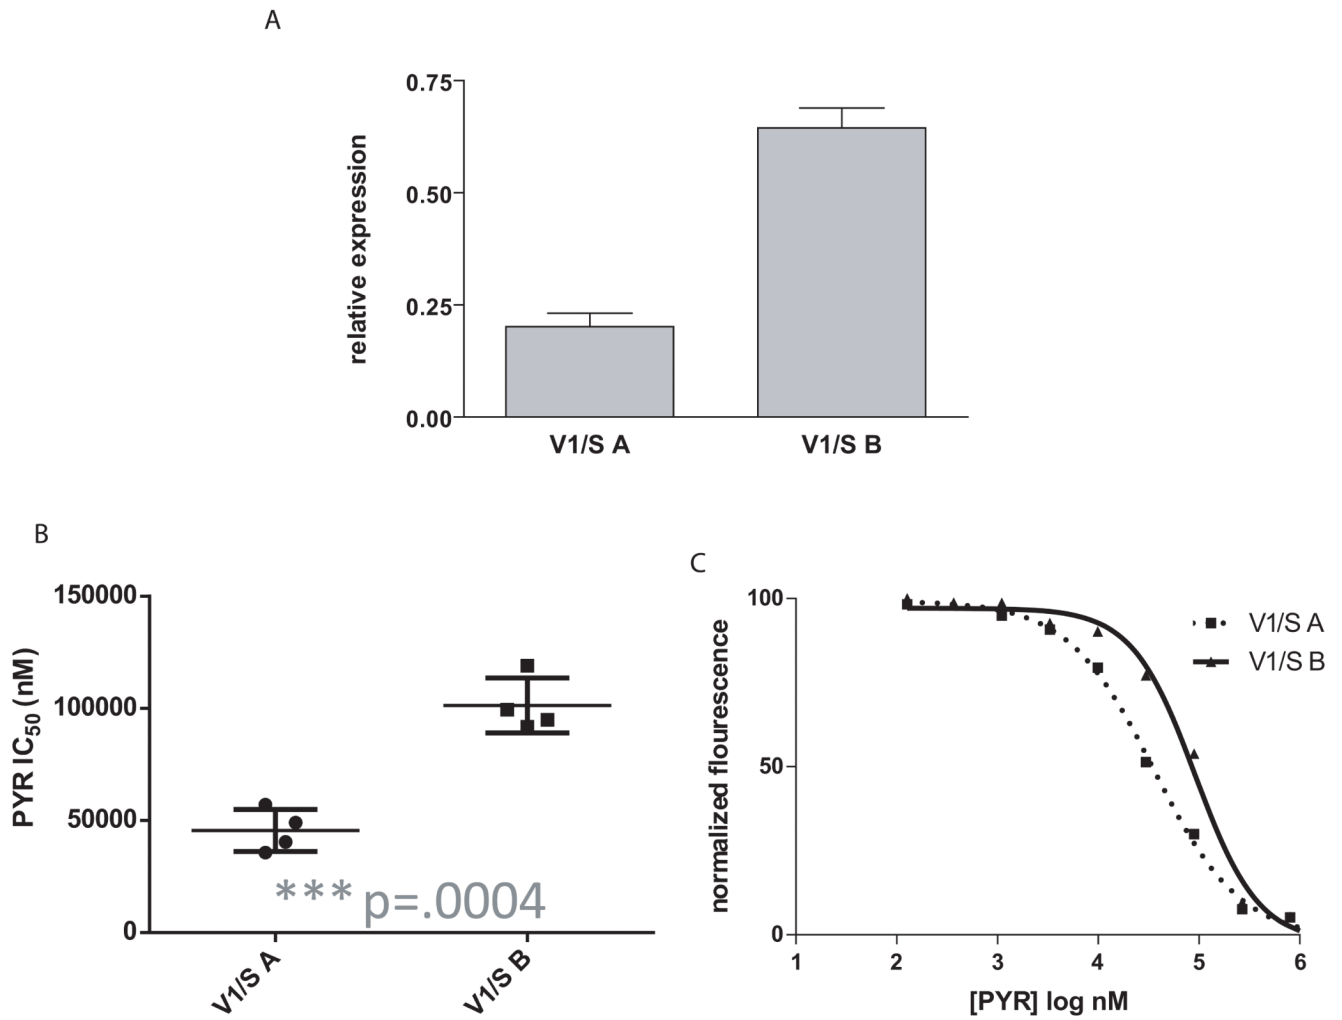 A
0.75
0.50
0.25
0.00
relative expression
V1/S A
V1/S B
B
150000
100000
50000
0
PYR IC50 (nM)
*** p=.0004
V1/S A
V1/S B
C
100
50
0
normalized flourescence
V1/S A
V1/S B
1 2 3 4 5 6
[PYR] log nM